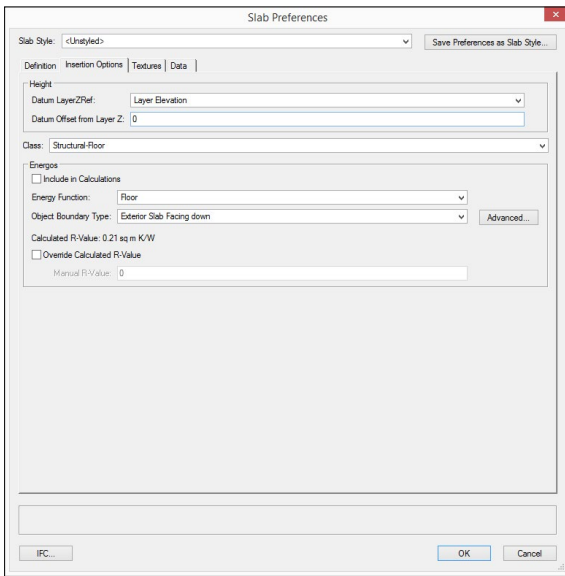 Slab Preferences
Slab Style: <Unstyled> Save Preferences as Slab Style...
Definition Insertion Options Textures Data
Height
Datum LayerZRef: Layer Elevation
Datum Offset from Layer Z: 0
Class: Structural-Floor
Energos
Include in Calculations
Energy Function: Floor
Object Boundary Type: Exterior Slab Facing down Advanced...
Calculated R-Value: 0.21 sq m K/W
Override Calculated R-Value
Manual R-Value: 0
IFC... OK Cancel